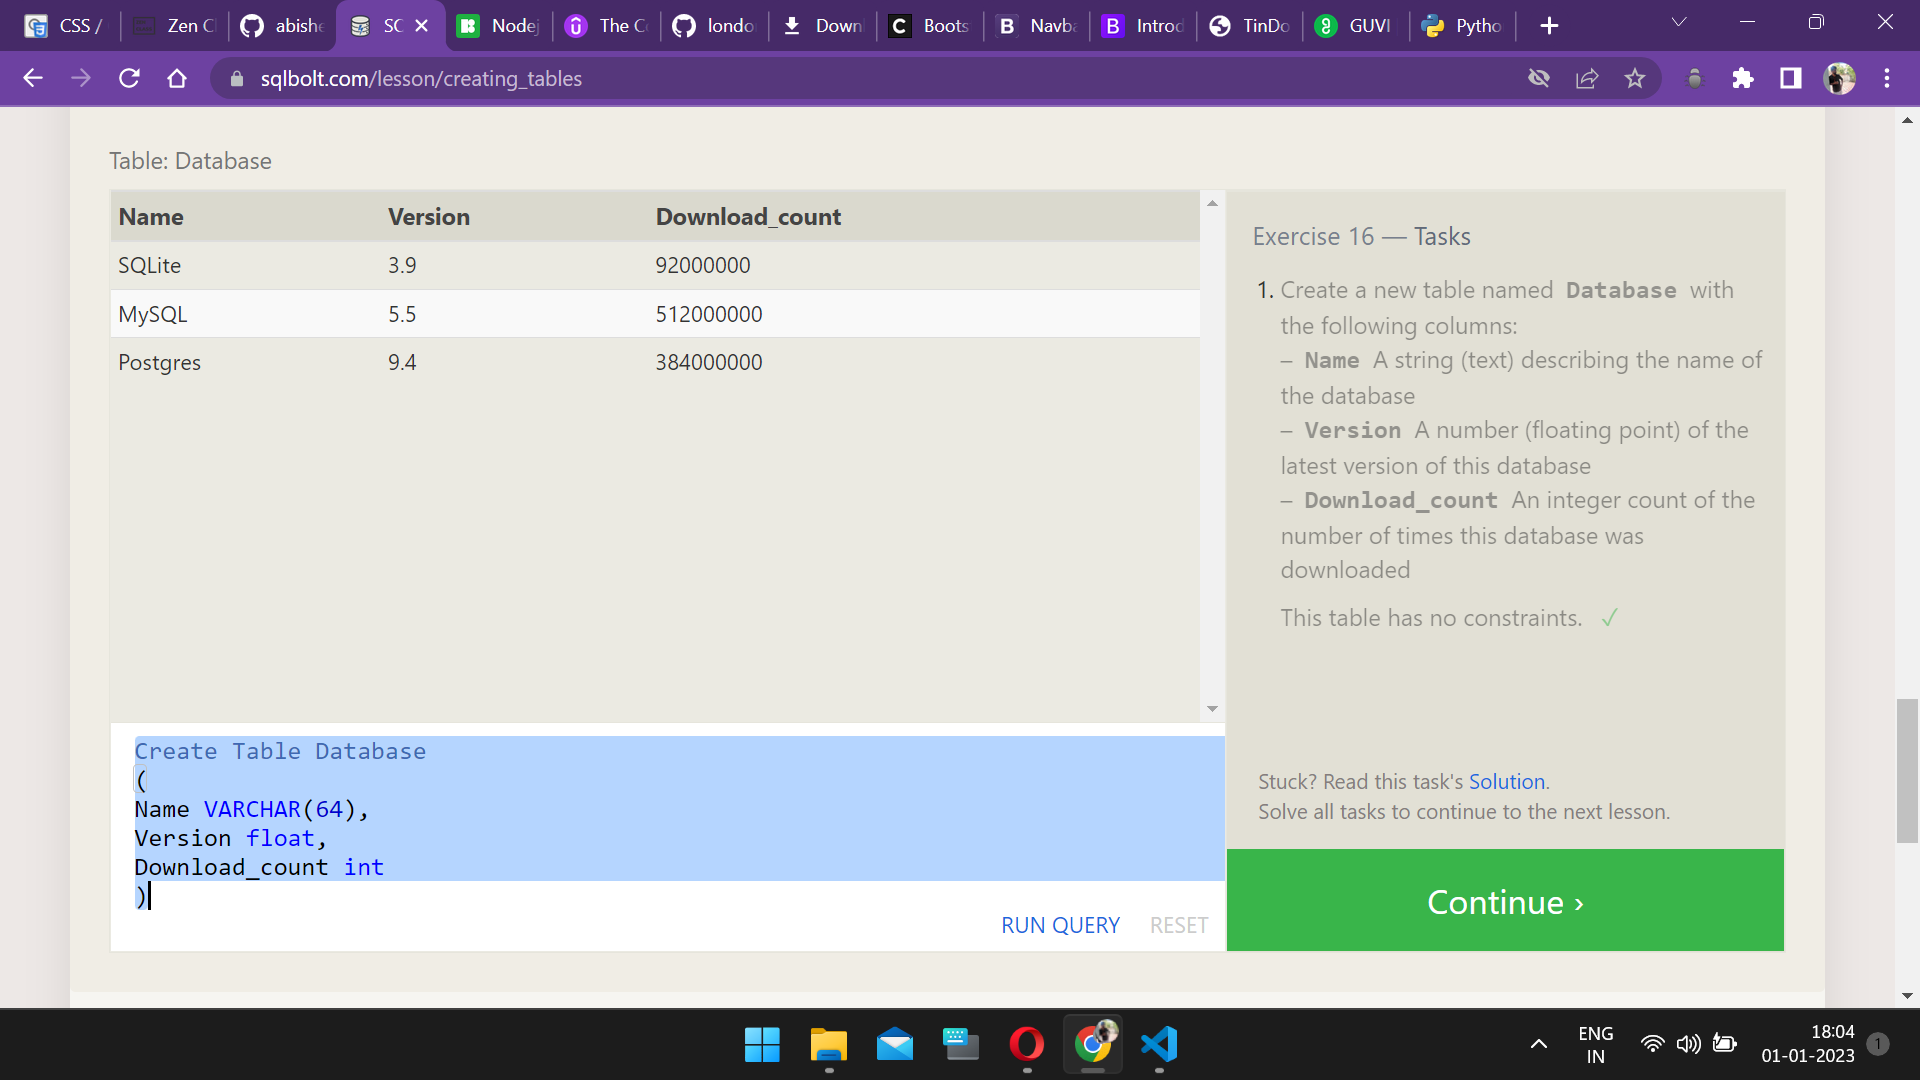 CSS /
Zen C
abishe
SC
Nodej
The C
londo
Down
Boots
Navba
Introd
TinDo
GUVI
Pytho
sqlbolt.com/lesson/creating_tables
Table: Database
Name Version Download_count
SQLite 3.9 92000000
MySQL 5.5 512000000
Postgres 9.4 384000000
Exercise 16 — Tasks
1. Create a new table named Database with
the following columns:
– Name A string (text) describing the name of
the database
– Version A number (floating point) of the
latest version of this database
– Download_count An integer count of the
number of times this database was
downloaded
This table has no constraints. ✓
Create Table Database
(
Name VARCHAR(64),
Version float,
Download_count int
)
RUN QUERY RESET
Stuck? Read this task's Solution.
Solve all tasks to continue to the next lesson.
Continue ›
ENG
IN
18:04
01-01-2023
1